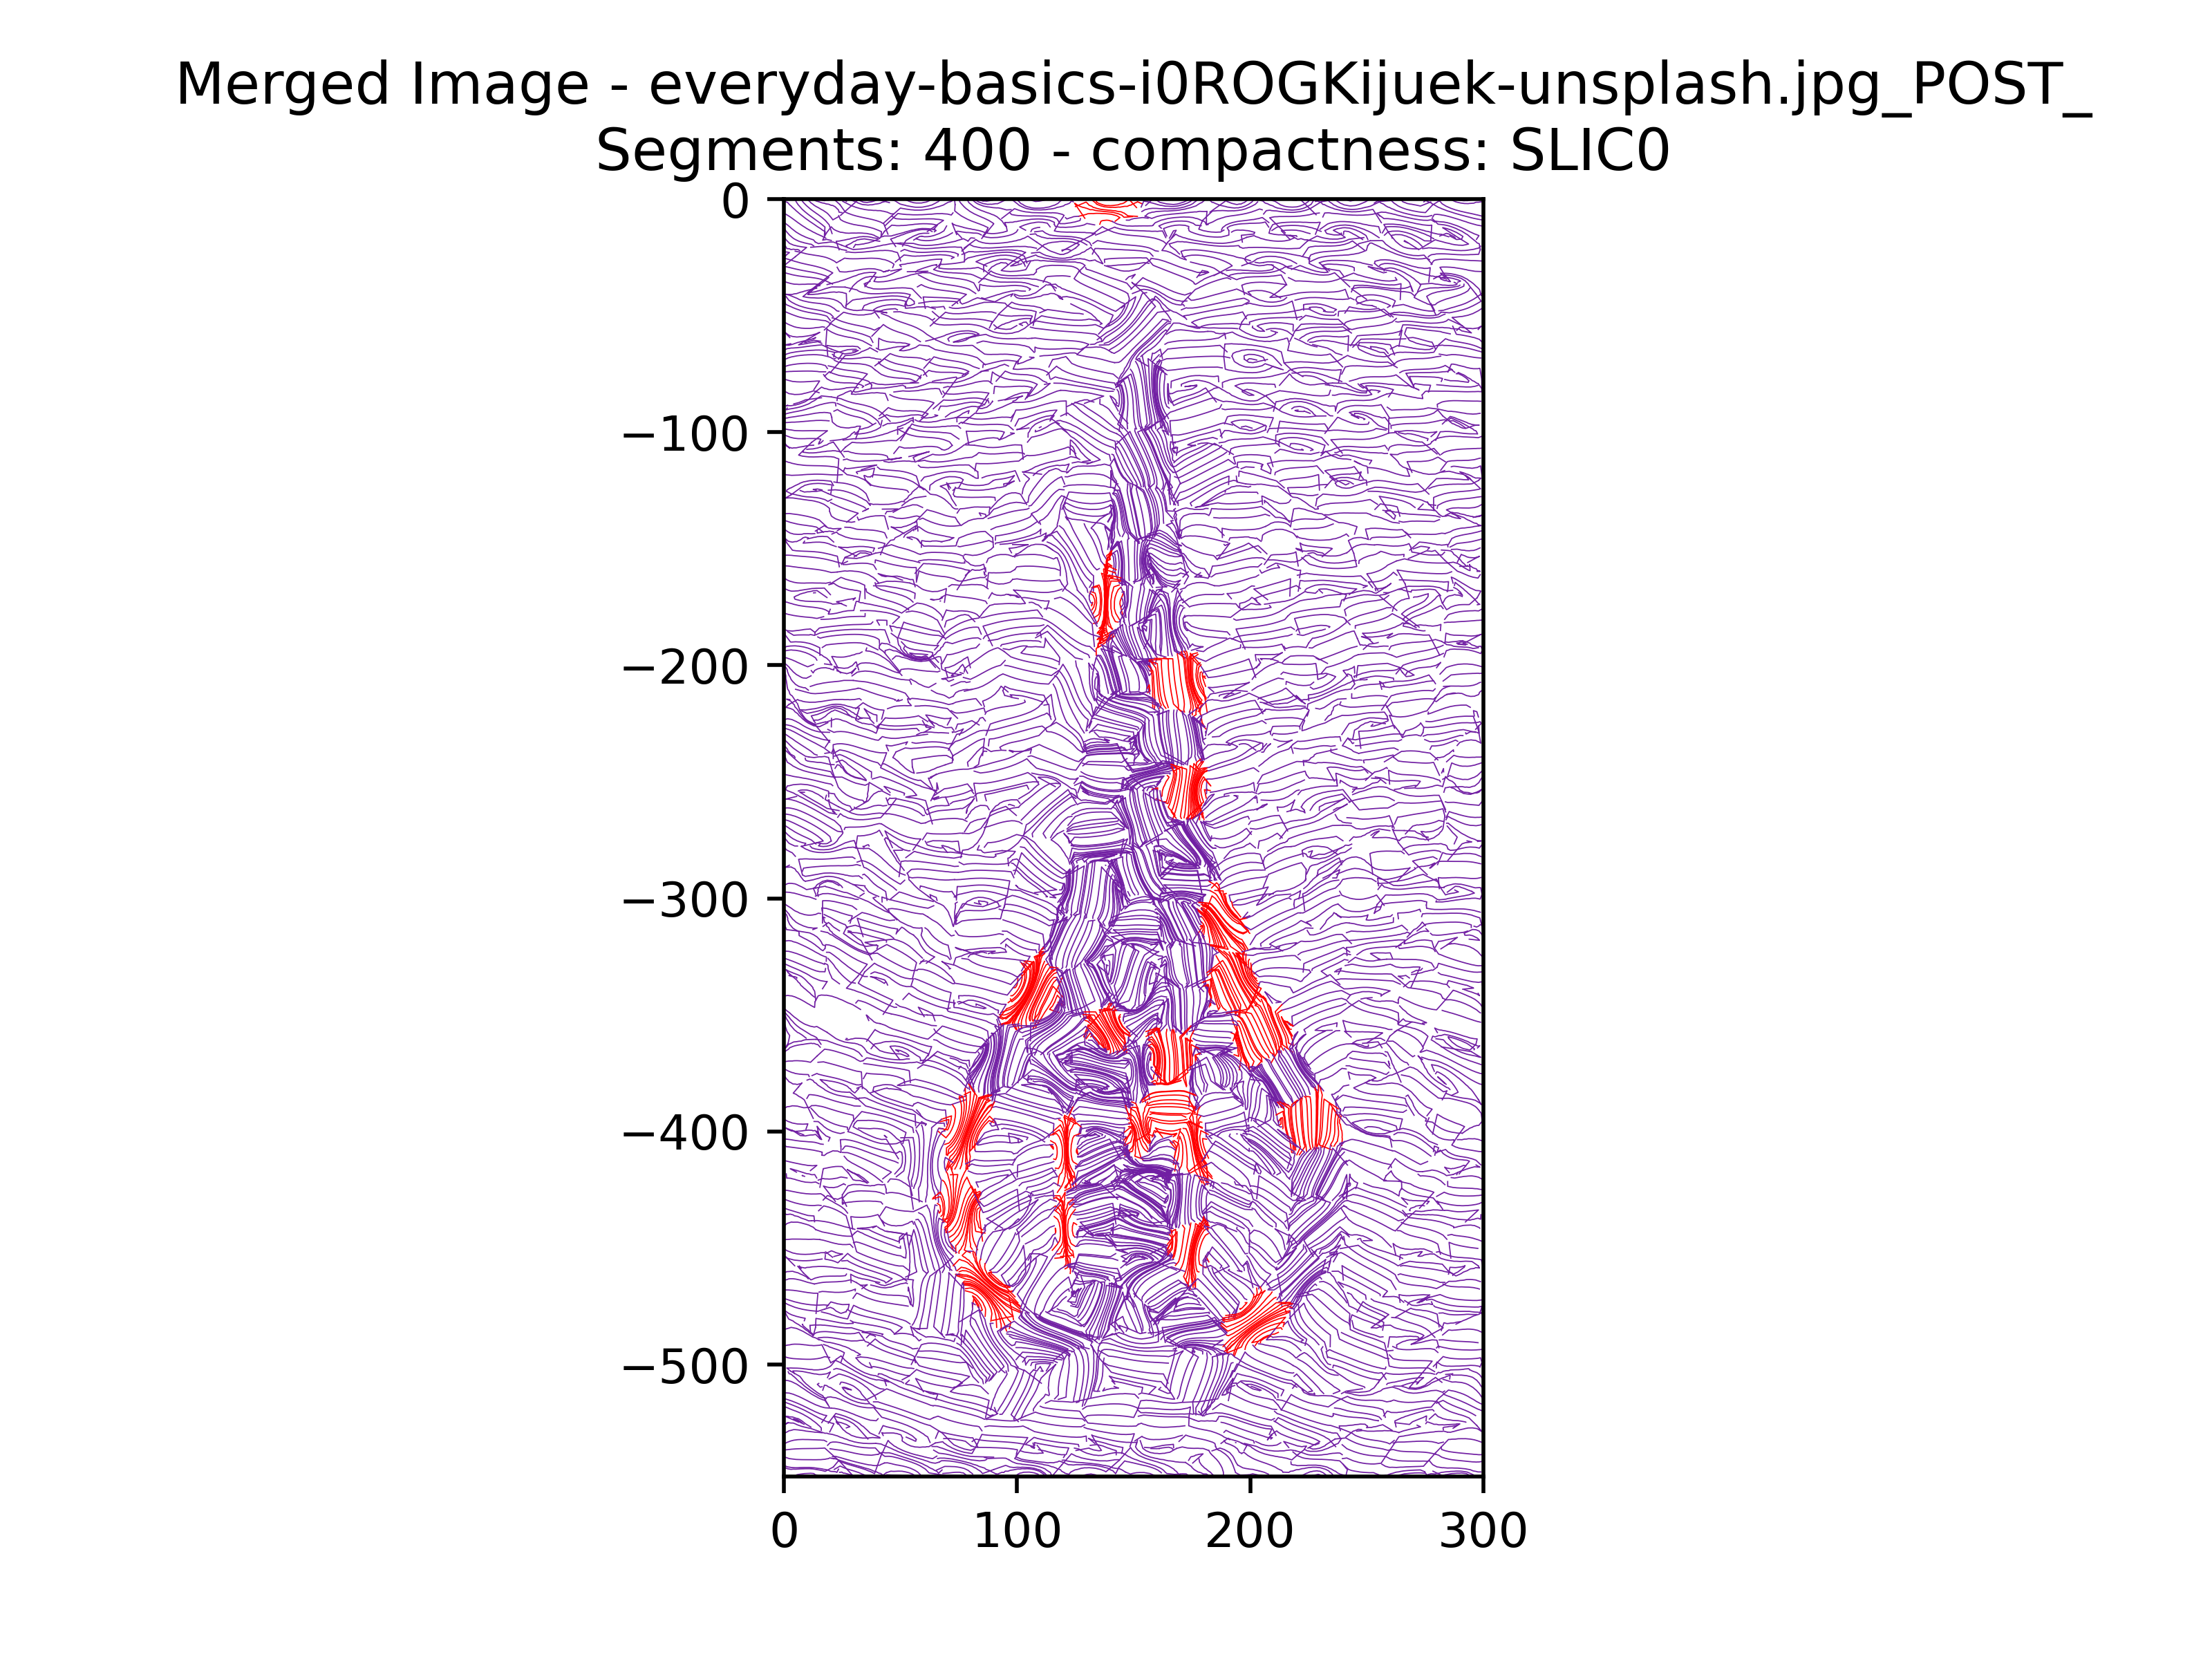 Merged Image - everyday-basics-i0ROGKijuek-unsplash.jpg_POST_
Segments: 400 - compactness: SLIC0
0
−100
−200
−300
−400
−500
0 100 200 300